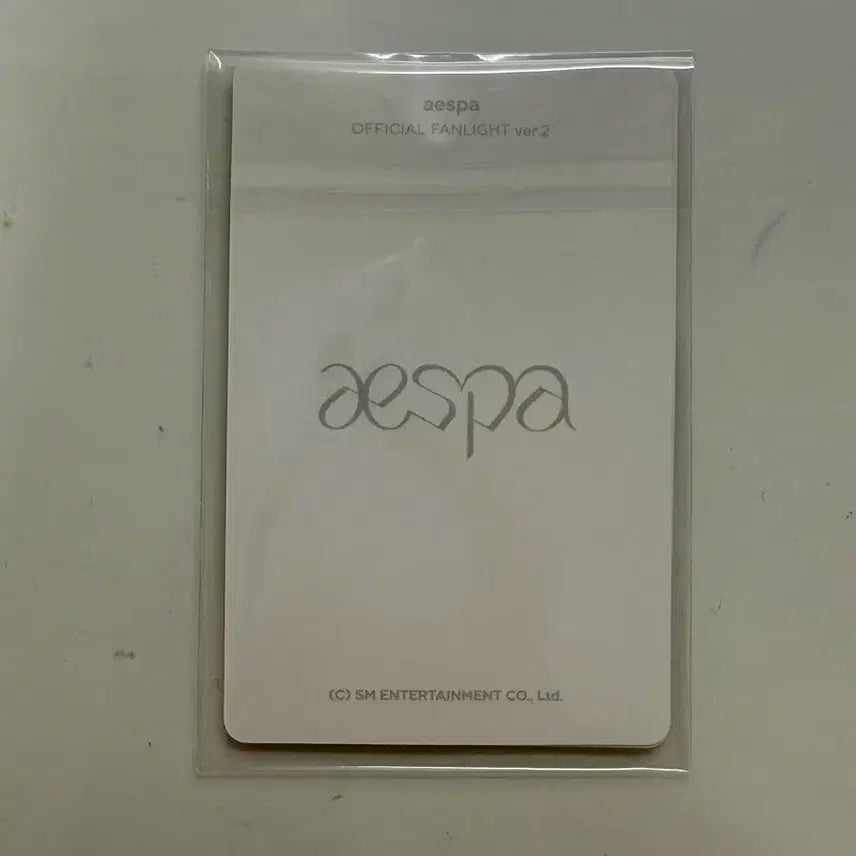 aespa
OFFICIAL FANLIGHT ver.2
aespa
(C) SM ENTERTAINMENT CO., Ltd.